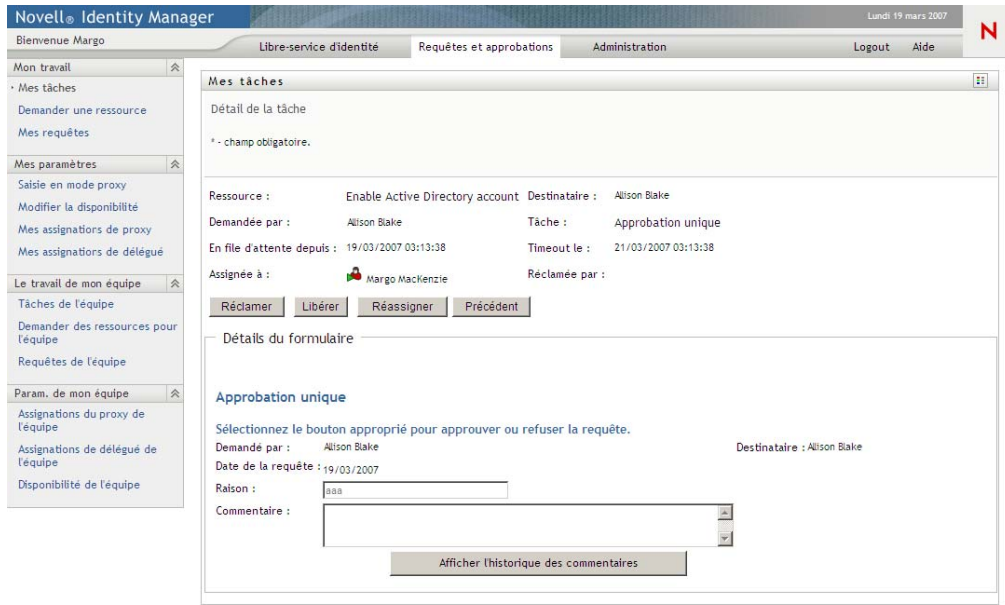 Novell® Identity Manager
Lundi 19 mars 2007
Bienvenue Margo
Libre-service d'identité
Requêtes et approbations
Administration
Logout
Aide
N
Mon travail
· Mes tâches
Demander une ressource
Mes requêtes
Mes paramètres
Saisie en mode proxy
Modifier la disponibilité
Mes assignations de proxy
Mes assignations de délégué
Le travail de mon équipe
Tâches de l'équipe
Demander des ressources pour
l'équipe
Requêtes de l'équipe
Param. de mon équipe
Assignations du proxy de
l'équipe
Assignations de délégué de
l'équipe
Disponibilité de l'équipe
Mes tâches
Détail de la tâche
* - champ obligatoire.
Ressource : Enable Active Directory account Destinataire : Allison Blake
Demandée par : Allison Blake Tâche : Approbation unique
En file d'attente depuis : 19/03/2007 03:13:38 Timeout le : 21/03/2007 03:13:38
Assignée à : Margo MacKenzie Réclamée par :
Réclamer Libérer Réassigner Précédent
Détails du formulaire
Approbation unique
Sélectionnez le bouton approprié pour approuver ou refuser la requête.
Demandé par : Allison Blake Destinataire : Allison Blake
Date de la requête : 19/03/2007
Raison : aaa
Commentaire :
Afficher l'historique des commentaires